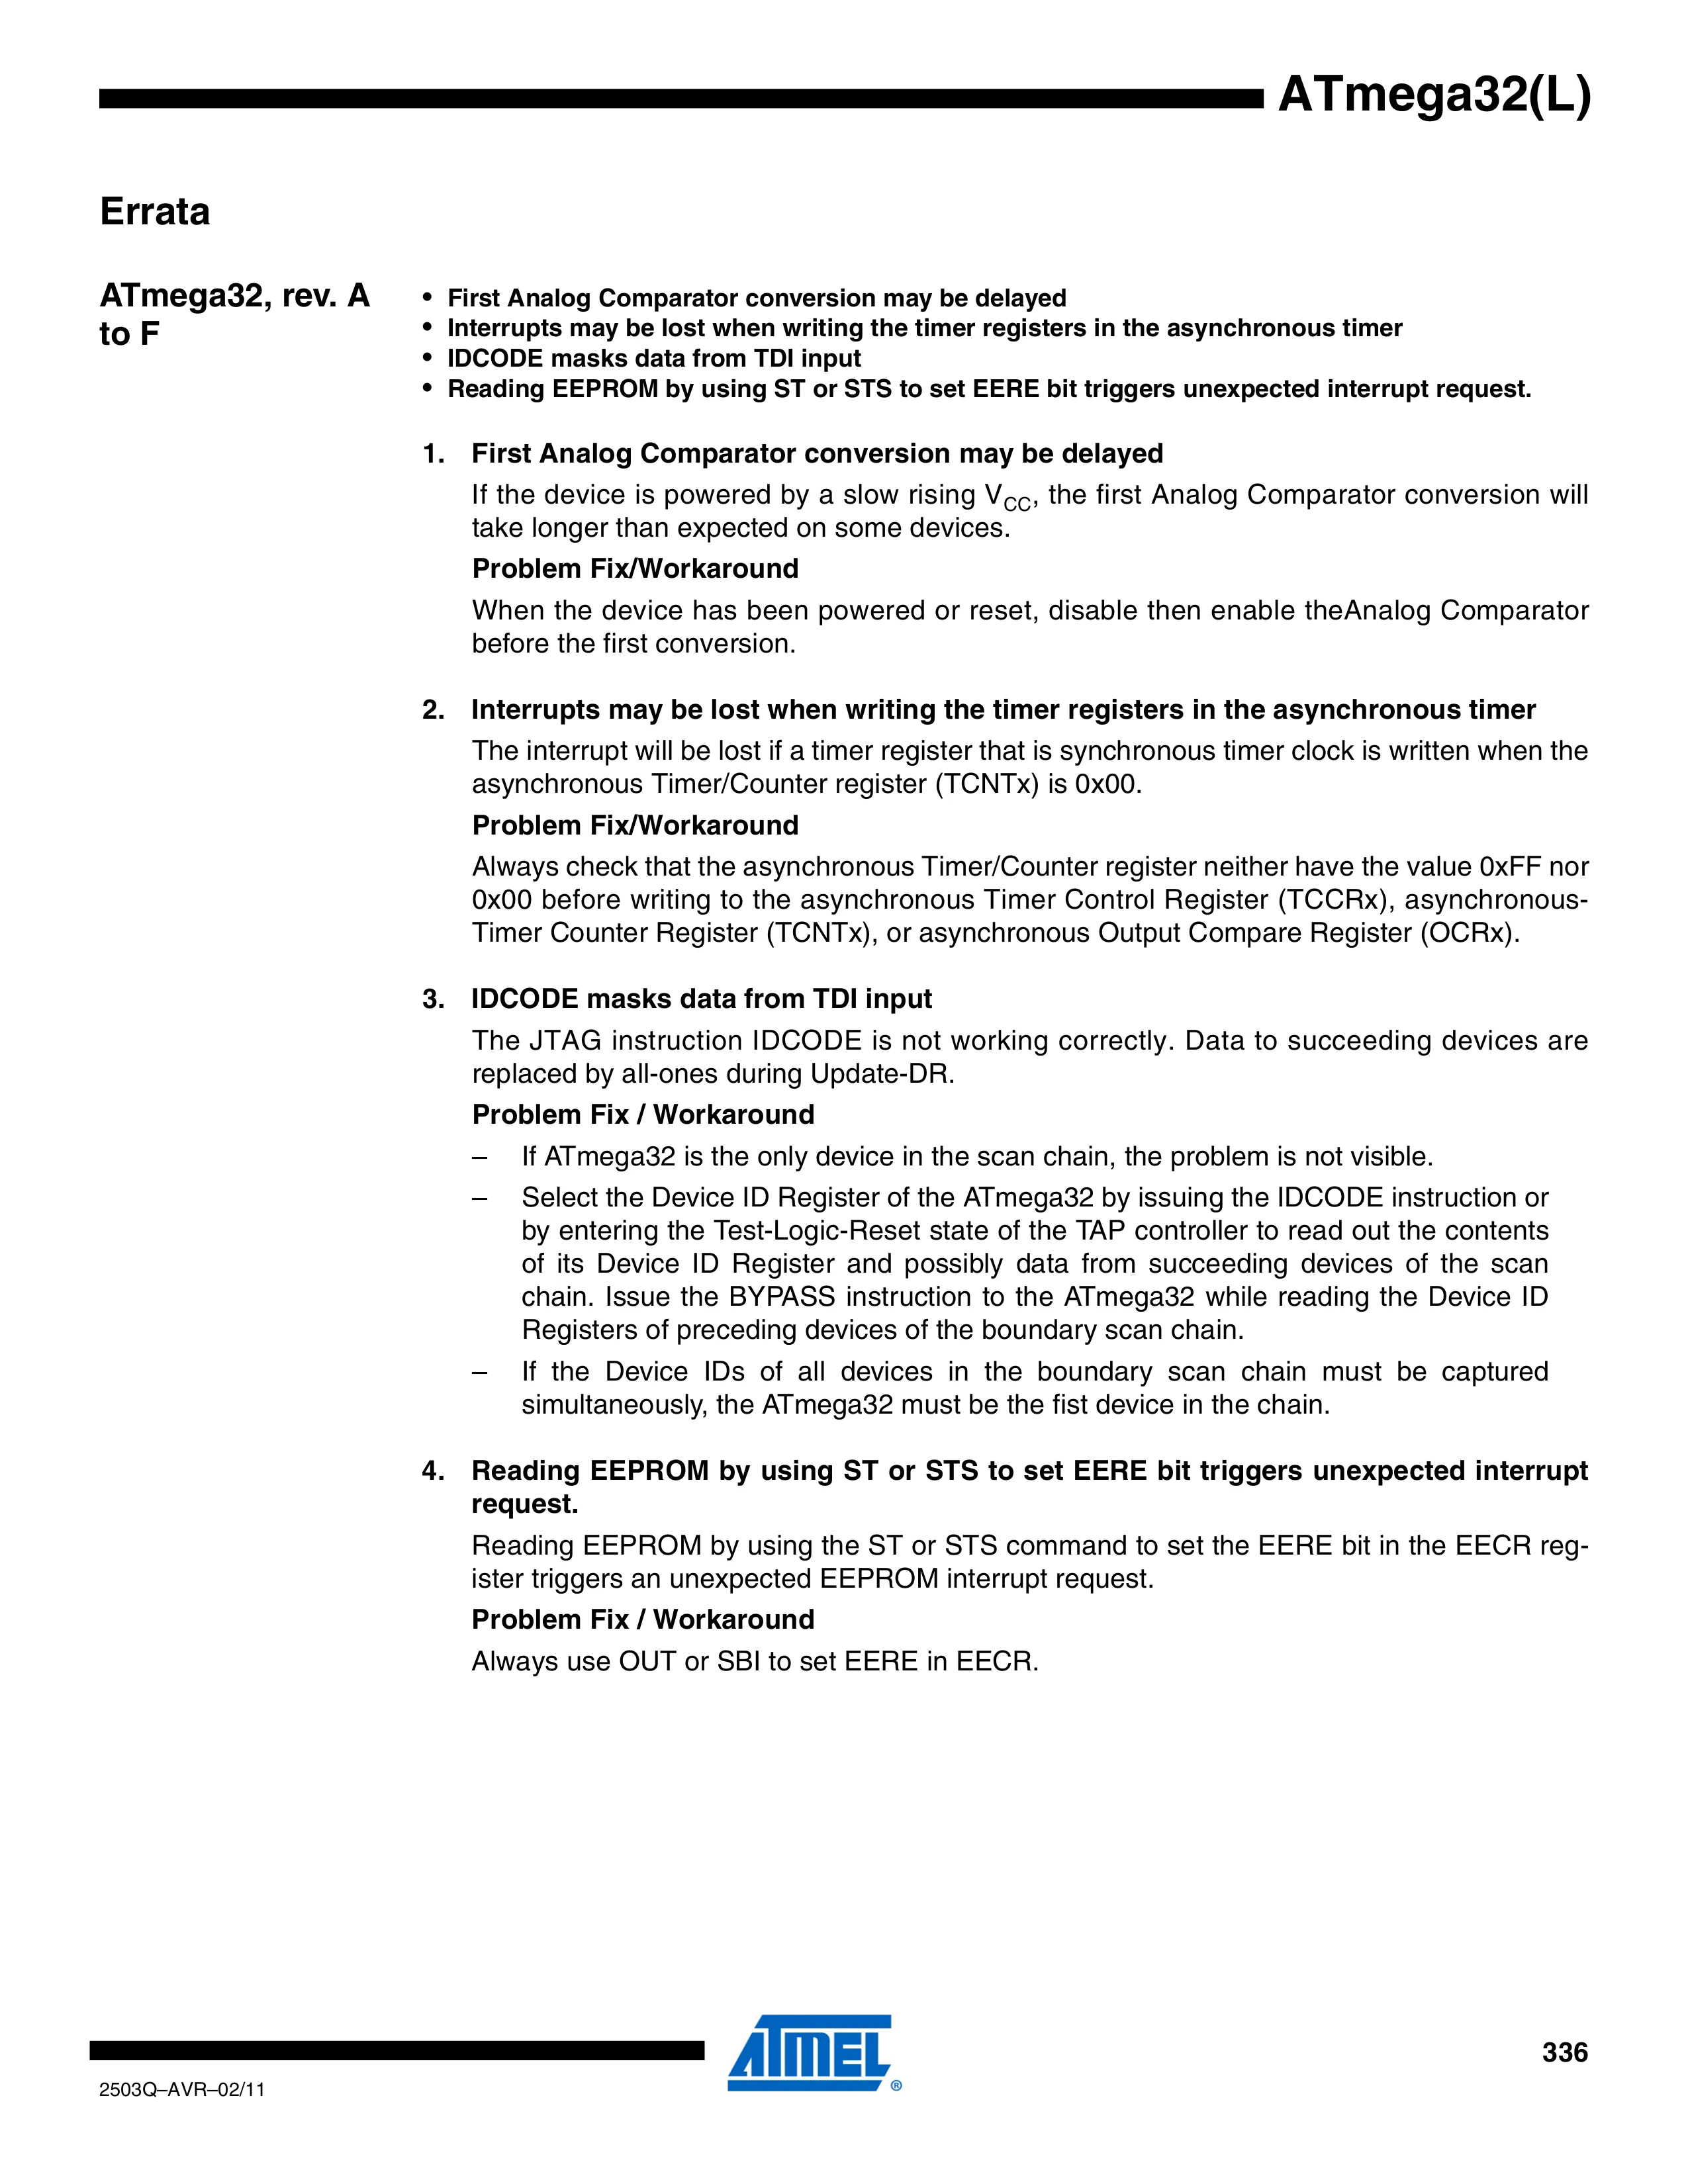 ATmega32(L)
Errata
ATmega32, rev. A
to F
• First Analog Comparator conversion may be delayed
• Interrupts may be lost when writing the timer registers in the asynchronous timer
• IDCODE masks data from TDI input
• Reading EEPROM by using ST or STS to set EERE bit triggers unexpected interrupt request.
1. First Analog Comparator conversion may be delayed
If the device is powered by a slow rising VCC, the first Analog Comparator conversion will
take longer than expected on some devices.
Problem Fix/Workaround
When the device has been powered or reset, disable then enable theAnalog Comparator
before the first conversion.
2. Interrupts may be lost when writing the timer registers in the asynchronous timer
The interrupt will be lost if a timer register that is synchronous timer clock is written when the
asynchronous Timer/Counter register (TCNTx) is 0x00.
Problem Fix/Workaround
Always check that the asynchronous Timer/Counter register neither have the value 0xFF nor
0x00 before writing to the asynchronous Timer Control Register (TCCRx), asynchronous-
Timer Counter Register (TCNTx), or asynchronous Output Compare Register (OCRx).
3. IDCODE masks data from TDI input
The JTAG instruction IDCODE is not working correctly. Data to succeeding devices are
replaced by all-ones during Update-DR.
Problem Fix / Workaround
– If ATmega32 is the only device in the scan chain, the problem is not visible.
– Select the Device ID Register of the ATmega32 by issuing the IDCODE instruction or
by entering the Test-Logic-Reset state of the TAP controller to read out the contents
of its Device ID Register and possibly data from succeeding devices of the scan
chain. Issue the BYPASS instruction to the ATmega32 while reading the Device ID
Registers of preceding devices of the boundary scan chain.
– If the Device IDs of all devices in the boundary scan chain must be captured
simultaneously, the ATmega32 must be the fist device in the chain.
4. Reading EEPROM by using ST or STS to set EERE bit triggers unexpected interrupt
request.
Reading EEPROM by using the ST or STS command to set the EERE bit in the EECR reg-
ister triggers an unexpected EEPROM interrupt request.
Problem Fix / Workaround
Always use OUT or SBI to set EERE in EECR.
ATMEL ®
336
2503Q–AVR–02/11